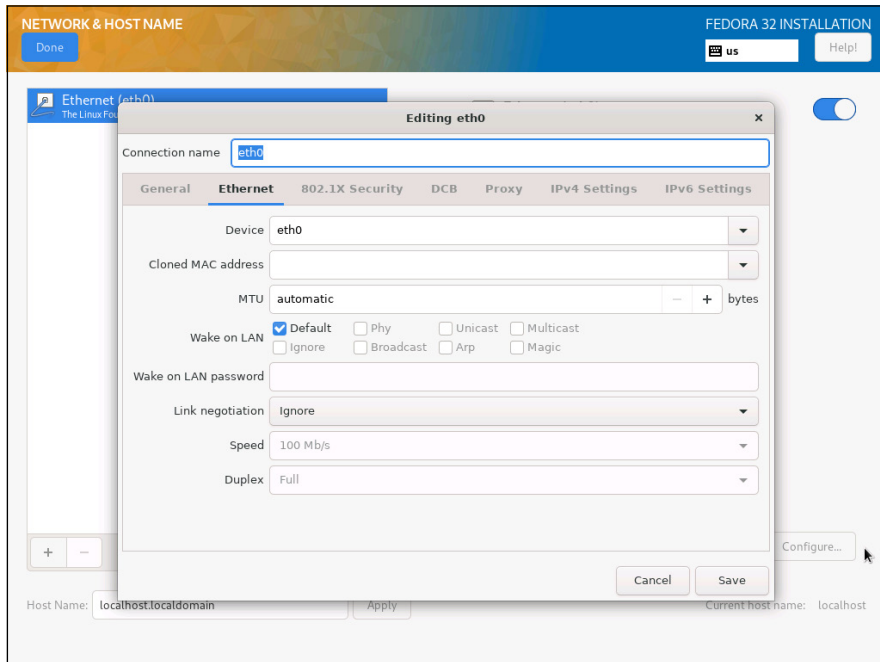 NETWORK & HOST NAME
FEDORA 32 INSTALLATION
Done
us
Help!
Ethernet (eth0)
The Linux Fou
Editing eth0
Connection name eth0
General Ethernet 802.1X Security DCB Proxy IPv4 Settings IPv6 Settings
Device eth0
Cloned MAC address
MTU automatic − + bytes
Wake on LAN Default Phy Unicast Multicast
Ignore Broadcast Arp Magic
Wake on LAN password
Link negotiation Ignore
Speed 100 Mb/s
Duplex Full
+ −
Configure...
Cancel Save
Host Name: localhost.localdomain Apply Current host name: localhost